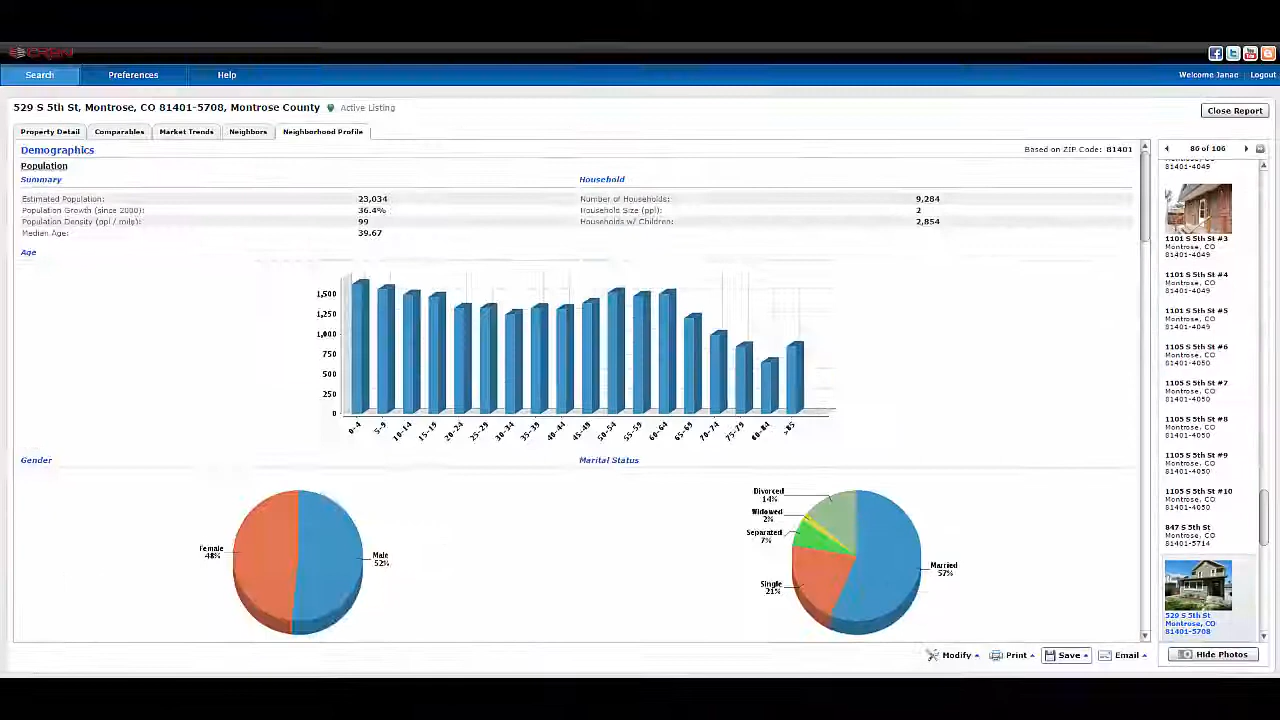 CREN
Search
Preferences
Help
Welcome Janae
Logout
529 S 5th St, Montrose, CO 81401-5708, Montrose County
Active Listing
Close Report
Property Detail
Comparables
Market Trends
Neighbors
Neighborhood Profile
Demographics
Based on ZIP Code: 81401
Population
Summary
Estimated Population: 23,034
Population Growth (since 2000): 36.4%
Population Density (ppl / mile): 99
Median Age: 39.67
Household
Number of Households: 9,284
Household Size (ppl): 2
Households w/ Children: 2,854
Age
1,500
1,250
1,000
750
500
250
0
0-4
5-9
10-14
15-19
20-24
25-29
30-34
35-39
40-44
45-49
50-54
55-59
60-64
65-69
70-74
75-79
80-84
>85
Gender
Female
48%
Male
52%
Marital Status
Divorced
14%
Widowed
2%
Separated
7%
Single
21%
Married
57%
86 of 106
81401-4049
1101 S 5th St #3
Montrose, CO
81401-4049
1101 S 5th St #4
Montrose, CO
81401-4049
1101 S 5th St #5
Montrose, CO
81401-4049
1105 S 5th St #6
Montrose, CO
81401-4050
1105 S 5th St #7
Montrose, CO
81401-4050
1105 S 5th St #8
Montrose, CO
81401-4050
1105 S 5th St #9
Montrose, CO
81401-4050
1105 S 5th St #10
Montrose, CO
81401-4050
847 S 5th St
Montrose, CO
81401-5714
529 S 5th St
Montrose, CO
81401-5708
Modify
Print
Save
Email
Hide Photos